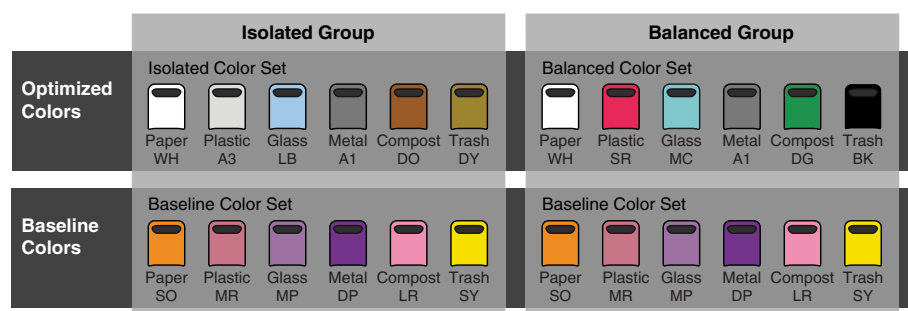 Isolated Group Balanced Group
Optimized Colors
Isolated Color Set Balanced Color Set
Paper Plastic Glass Metal Compost Trash Paper Plastic Glass Metal Compost Trash
WH A3 LB A1 DO DY WH SR MC A1 DG BK
Baseline Colors
Baseline Color Set Baseline Color Set
Paper Plastic Glass Metal Compost Trash Paper Plastic Glass Metal Compost Trash
SO MR MP DP LR SY SO MR MP DP LR SY